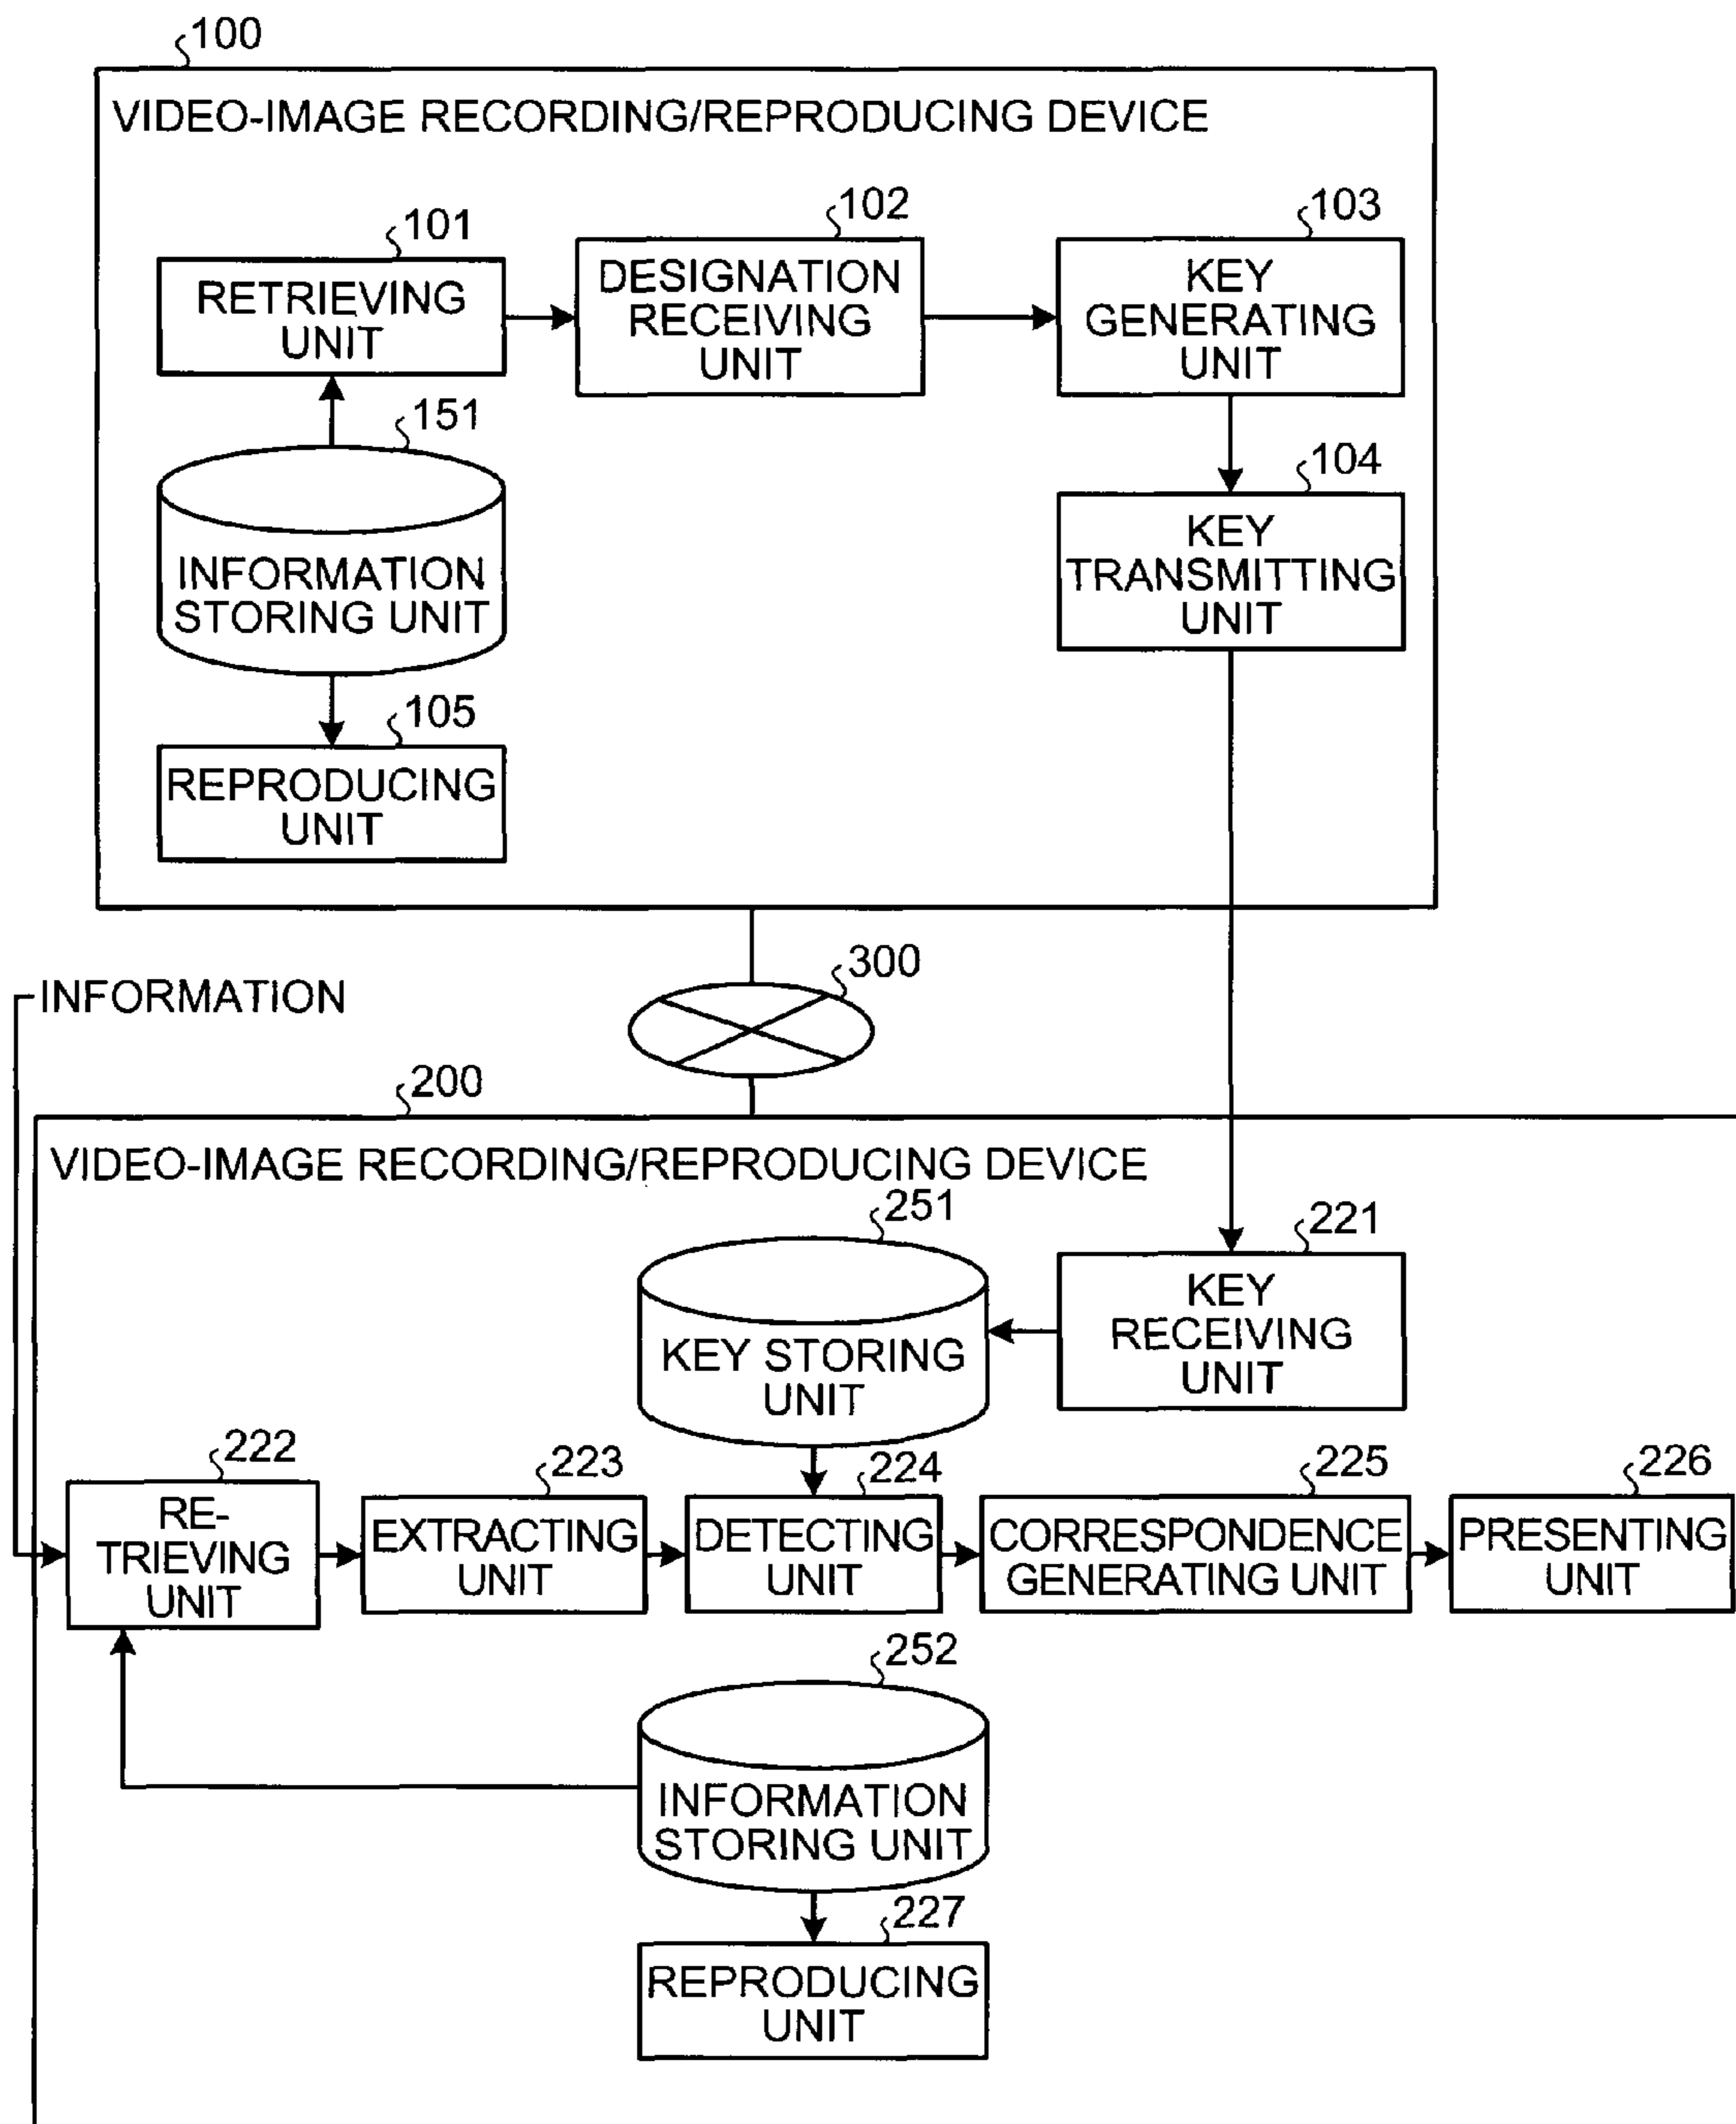 100
VIDEO-IMAGE RECORDING/REPRODUCING DEVICE
101
RETRIEVING
UNIT
102
DESIGNATION
RECEIVING
UNIT
103
KEY
GENERATING
UNIT
151
INFORMATION
STORING UNIT
104
KEY
TRANSMITTING
UNIT
105
REPRODUCING
UNIT
300
INFORMATION
200
VIDEO-IMAGE RECORDING/REPRODUCING DEVICE
251
KEY STORING
UNIT
221
KEY
RECEIVING
UNIT
222
RE-
TRIEVING
UNIT
223
EXTRACTING
UNIT
224
DETECTING
UNIT
225
CORRESPONDENCE
GENERATING UNIT
226
PRESENTING
UNIT
252
INFORMATION
STORING UNIT
227
REPRODUCING
UNIT